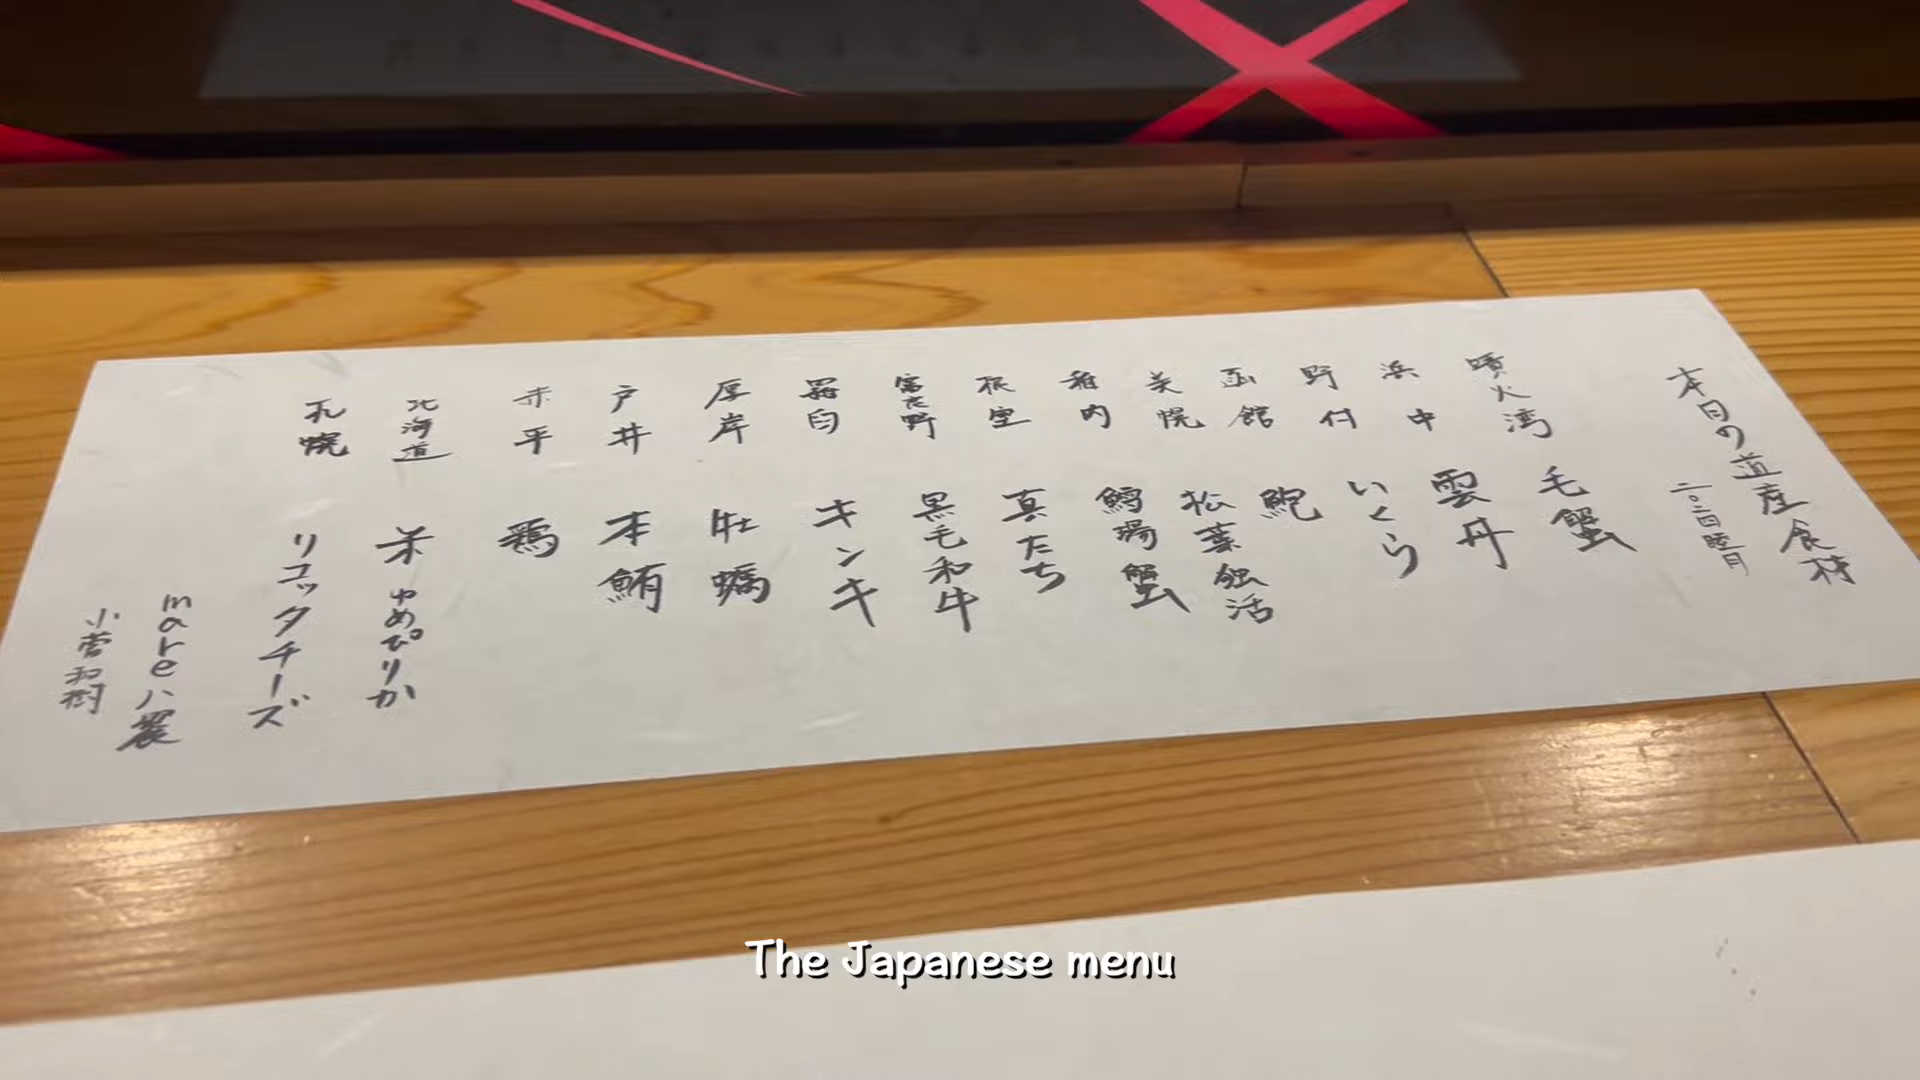 本日の道産食材
二〇二四睦月
噴火湾 毛蟹
浜中 雲丹
野付 いくら
函館 鮑
美幌 松葉独活
稚内 鱈場蟹
根室 真たち
富良野 黒毛和牛
羅臼 キンキ
厚岸 牡蠣
戸井 本鮪
赤平 鶏
北海道 米ゆめぴりか
札幌 リコッタチーズ
mare八農
小菅和樹
The Japanese menu